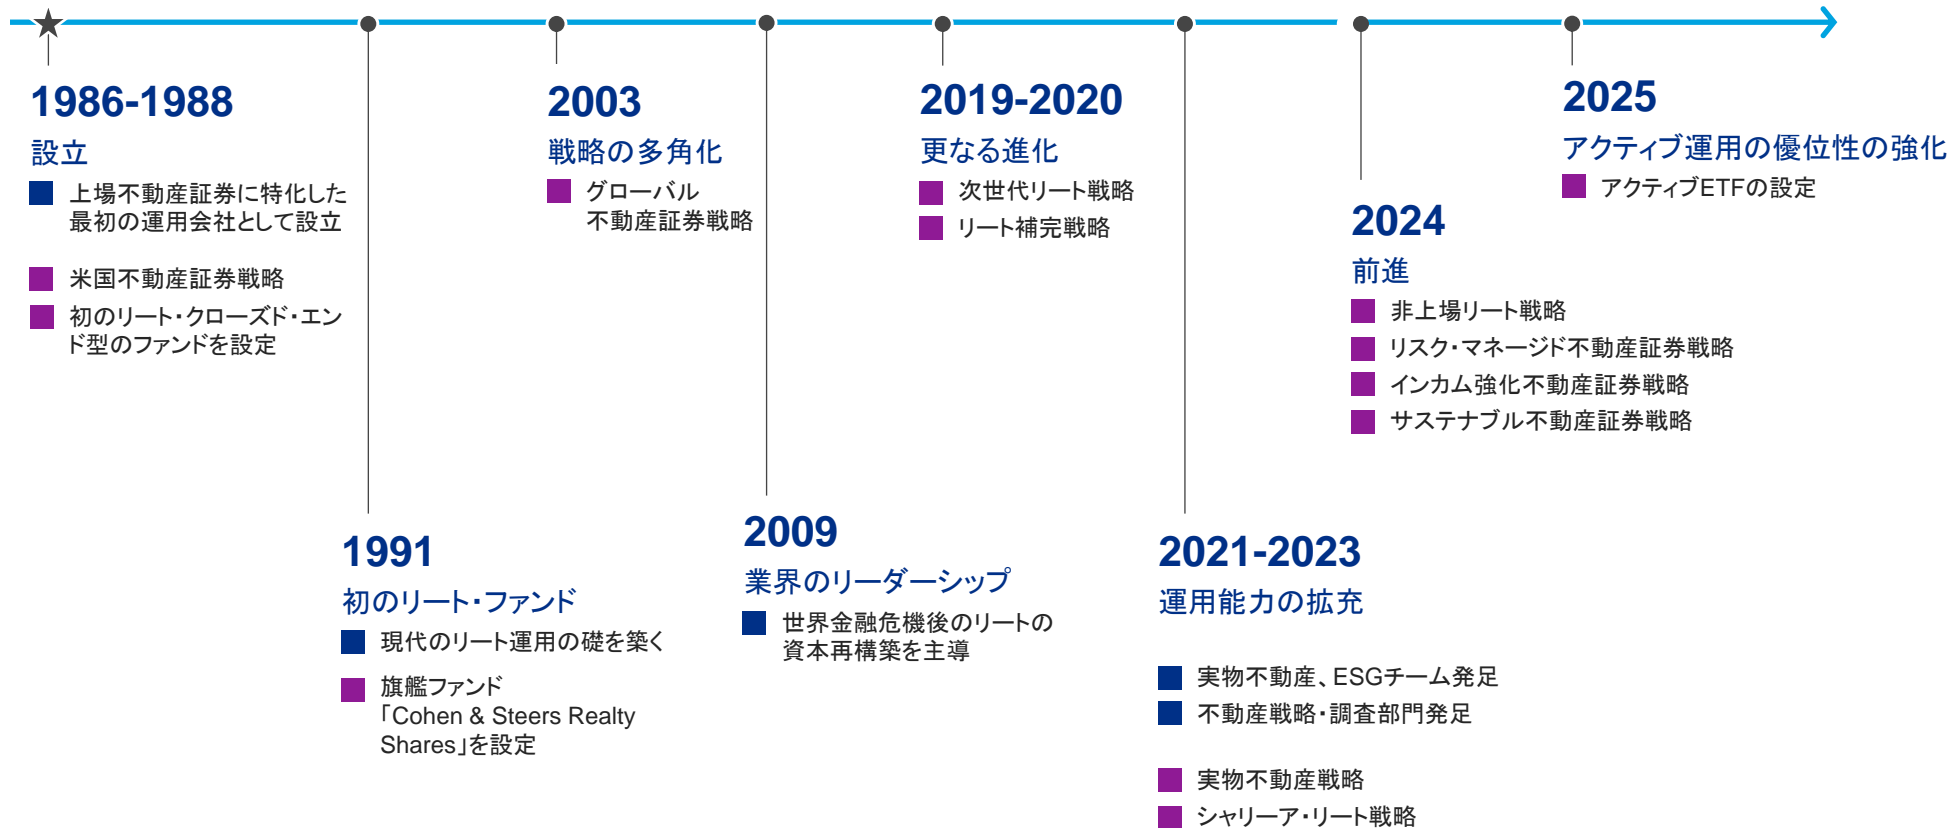 1986-1988
設立
上場不動産証券に特化した
最初の運用会社として設立
米国不動産証券戦略
初のリート・クローズド・エン
ド型のファンドを設定
1991
初のリート・ファンド
現代のリート運用の礎を築く
旗艦ファンド
「Cohen & Steers Realty
Shares」を設定
2003
戦略の多角化
グローバル
不動産証券戦略
2009
業界のリーダーシップ
世界金融危機後のリートの
資本再構築を主導
2019-2020
更なる進化
次世代リート戦略
リート補完戦略
2021-2023
運用能力の拡充
実物不動産、ESGチーム発足
不動産戦略・調査部門発足
実物不動産戦略
シャリーア・リート戦略
2024
前進
非上場リート戦略
リスク・マネージド不動産証券戦略
インカム強化不動産証券戦略
サステナブル不動産証券戦略
2025
アクティブ運用の優位性の強化
アクティブETFの設定